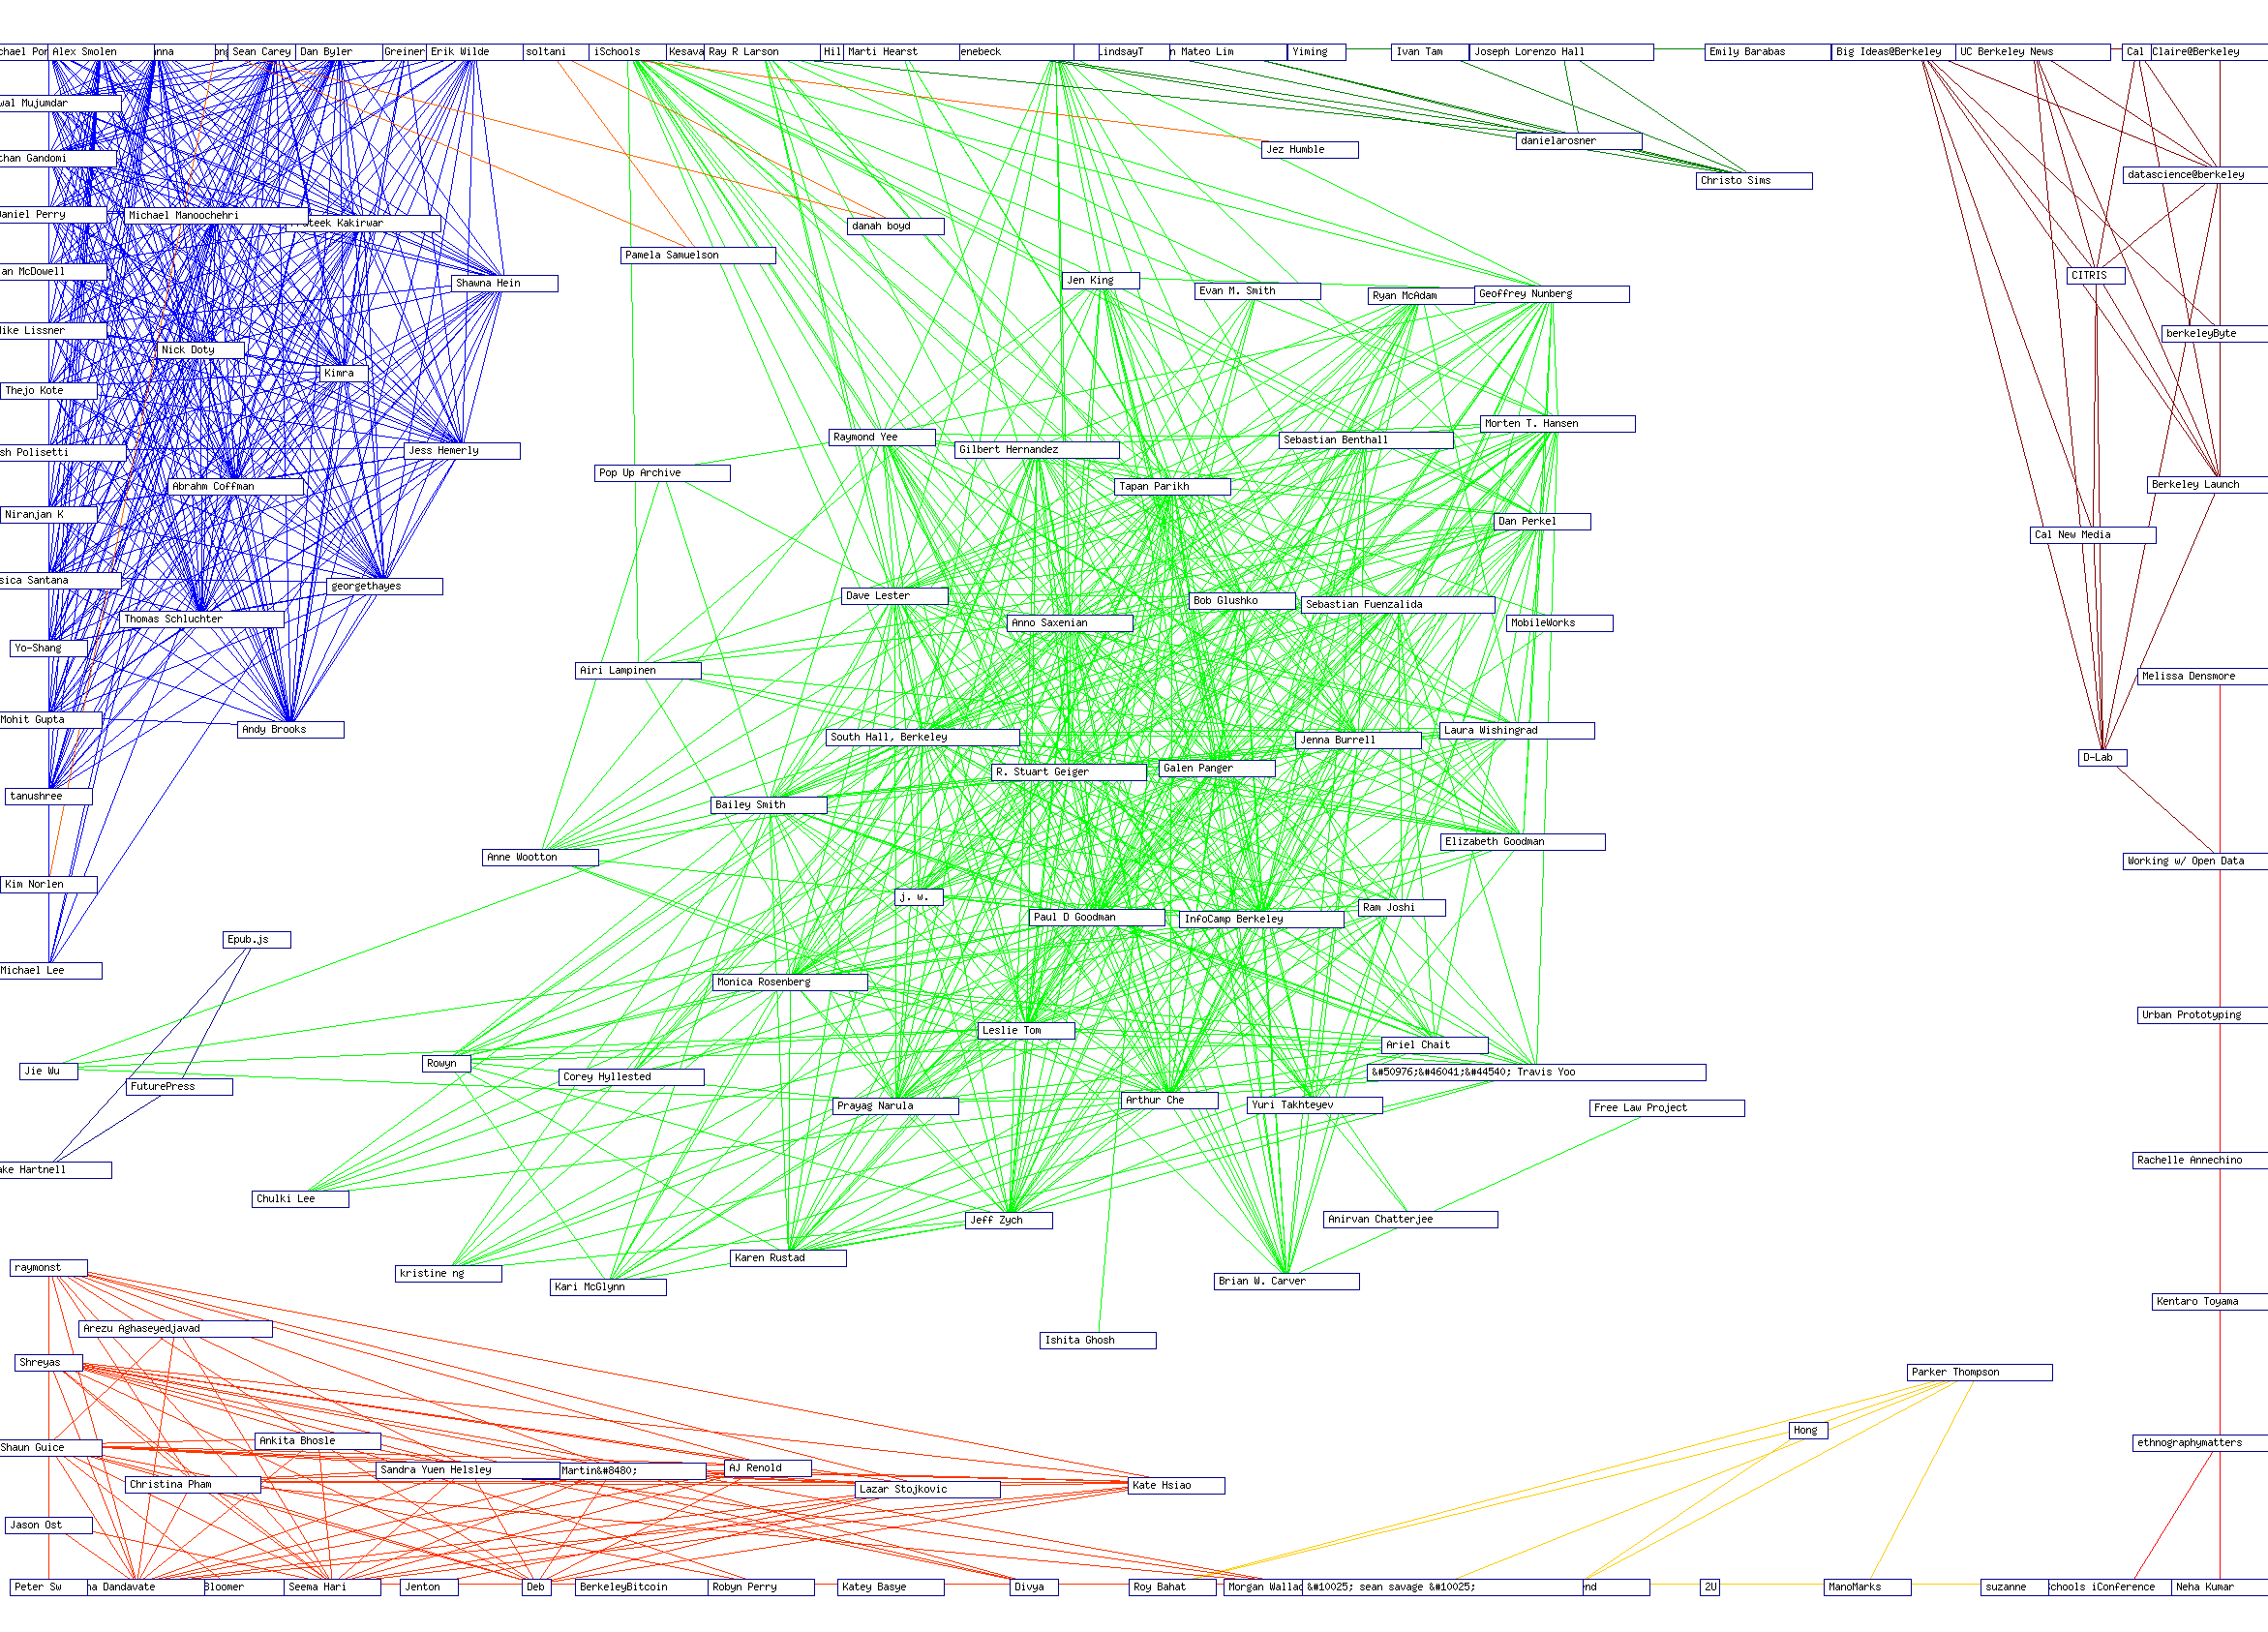 Alex Smolen
Sean Carey
Dan Byler
Greiner
Erik Wilde
soltani
iSchools
Kesava
Ray R Larson
Hil
Marti Hearst
enebeck
LindsayT
n Mateo Lim
Yiming
Ivan Tam
Joseph Lorenzo Hall
Emily Barabas
Big Ideas@Berkeley
UC Berkeley News
Cal
Claire@Berkeley
wal Mujumdar
danielarosner
Jez Humble
than Gandomi
datascience@berkeley
Christo Sims
Daniel Perry
Michael Manoochehri
Prateek Kakirwar
danah boyd
Pamela Samuelson
an McDowell
CITRIS
Jen King
Shawna Hein
Evan M. Smith
Ryan McAdam
Geoffrey Nunberg
Mike Lissner
berkeleyByte
Nick Doty
Kimra
Thejo Kote
Morten T. Hansen
Raymond Yee
Sebastian Benthall
Gilbert Hernandez
Jess Hemerly
sh Polisetti
Pop Up Archive
Berkeley Launch
Abrahm Coffman
Tapan Parikh
Niranjan K
Dan Perkel
Cal New Media
sica Santana
georgethayes
Dave Lester
Bob Glushko
Sebastian Fuenzalida
Thomas Schluchter
Anno Saxenian
MobileWorks
Yo-Shang
Airi Lampinen
Melissa Densmore
Mohit Gupta
Andy Brooks
Laura Wishingrad
South Hall, Berkeley
Jenna Burrell
D-Lab
Galen Panger
R. Stuart Geiger
tanushree
Bailey Smith
Elizabeth Goodman
Anne Wootton
Working w/ Open Data
Kim Norlen
j. w.
Ram Joshi
Paul D Goodman
InfoCamp Berkeley
Epub.js
Michael Lee
Monica Rosenberg
Urban Prototyping
Leslie Tom
Ariel Chait
Rowyn
Jie Wu
&#50976;&#46041;&#44540; Travis Yoo
Corey Hyllested
FuturePress
Arthur Che
Yuri Takhteyev
Prayag Narula
Free Law Project
Rachelle Annechino
ake Hartnell
Chulki Lee
Jeff Zych
Anirvan Chatterjee
Karen Rustad
raymonst
kristine ng
Brian W. Carver
Kari McGlynn
Kentaro Toyama
Arezu Aghaseyedjavad
Ishita Ghosh
Shreyas
Parker Thompson
Hong
Ankita Bhosle
ethnographymatters
Shaun Guice
AJ Renold
Sandra Yuen Helsley
Martin&#8480;
Christina Pham
Kate Hsiao
Lazar Stojkovic
Jason Ost
Peter Sw
ha Dandavate
Bloomer
Seema Hari
Jenton
Deb
BerkeleyBitcoin
Robyn Perry
Katey Basye
Divya
Roy Bahat
Morgan Wallac
&#10025; sean savage &#10025;
end
2U
ManoMarks
suzanne
Schools iConference
Neha Kumar